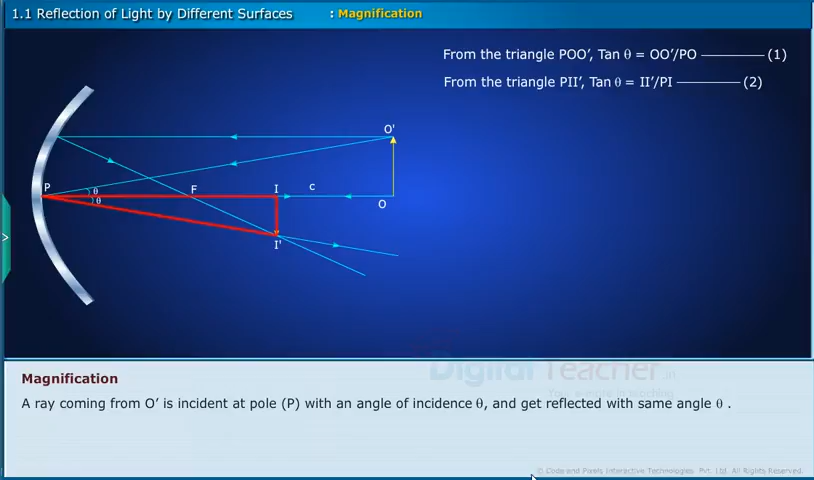 1.1 Reflection of Light by Different Surfaces : Magnification
From the triangle POO', Tan θ = OO'/PO ———— (1)
From the triangle PII', Tan θ = II'/PI ———— (2)
O'
P θ F I c
θ O
I'
>
Digital Teacher.in
Magnification
A ray coming from O' is incident at pole (P) with an angle of incidence θ, and get reflected with same angle θ .
© Code and Pixels Interactive Technologies. Pvt. Ltd. All Rights Reserved.